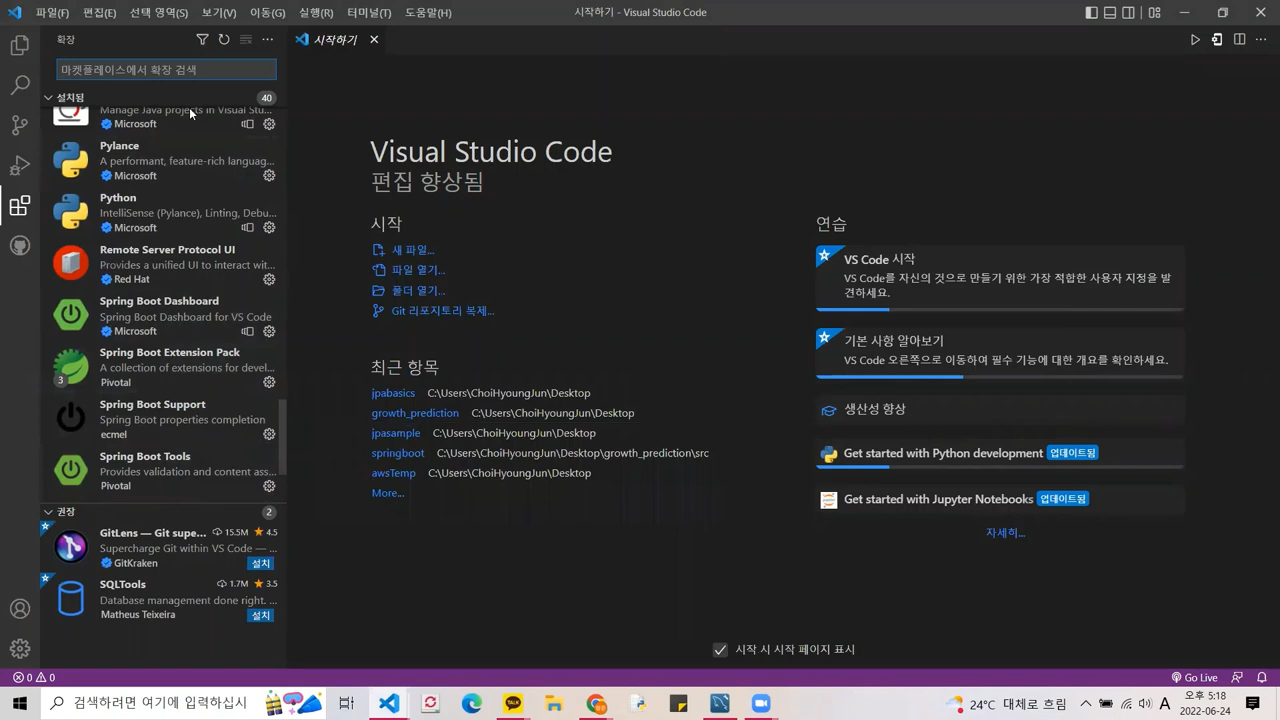 파일(F) 편집(E) 선택 영역(S) 보기(V) 이동(G) 실행(R) 터미널(T) 도움말(H)
시작하기 - Visual Studio Code
확장
시작하기
마켓플레이스에서 확장 검색
설치됨 40
Manage Java projects in Visual Stu...
Microsoft
Pylance
A performant, feature-rich languag...
Microsoft
Python
IntelliSense (Pylance), Linting, Debu...
Microsoft
Remote Server Protocol UI
Provides a unified UI to interact wit...
Red Hat
Spring Boot Dashboard
Spring Boot Dashboard for VS Code
Microsoft
Spring Boot Extension Pack
A collection of extensions for devel...
3
Pivotal
Spring Boot Support
Spring Boot properties completion
ecmel
Spring Boot Tools
Provides validation and content ass...
Pivotal
권장 2
GitLens — Git supe... 15.5M 4.5
Supercharge Git within VS Code — ...
GitKraken 설치
SQLTools 1.7M 3.5
Database management done right. ...
Matheus Teixeira 설치
Visual Studio Code
편집 향상됨
시작
새 파일...
파일 열기...
폴더 열기...
Git 리포지토리 복제...
최근 항목
jpabasics C:\Users\ChoiHyoungJun\Desktop
growth_prediction C:\Users\ChoiHyoungJun\Desktop
jpasample C:\Users\ChoiHyoungJun\Desktop
springboot C:\Users\ChoiHyoungJun\Desktop\growth_prediction\src
awsTemp C:\Users\ChoiHyoungJun\Desktop
More...
연습
VS Code 시작
VS Code를 자신의 것으로 만들기 위한 가장 적합한 사용자 지정을 발
견하세요.
기본 사항 알아보기
VS Code 오른쪽으로 이동하여 필수 기능에 대한 개요를 확인하세요.
생산성 향상
Get started with Python development 업데이트됨
Get started with Jupyter Notebooks 업데이트됨
자세히...
시작 시 시작 페이지 표시
0 0
Go Live
검색하려면 여기에 입력하십시
TALK
24°C 대체로 흐림
A
오후 5:18
2022-06-24